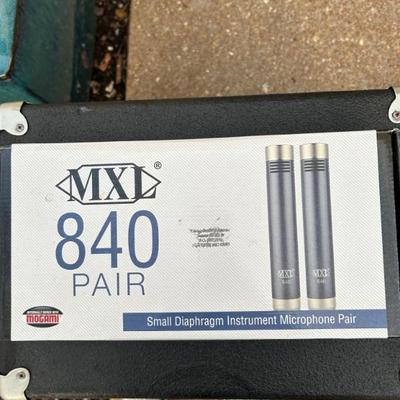 MXL®
840
PAIR
MXL
840
MXL
840
MOGAMI
Small Diaphragm Instrument Microphone Pair